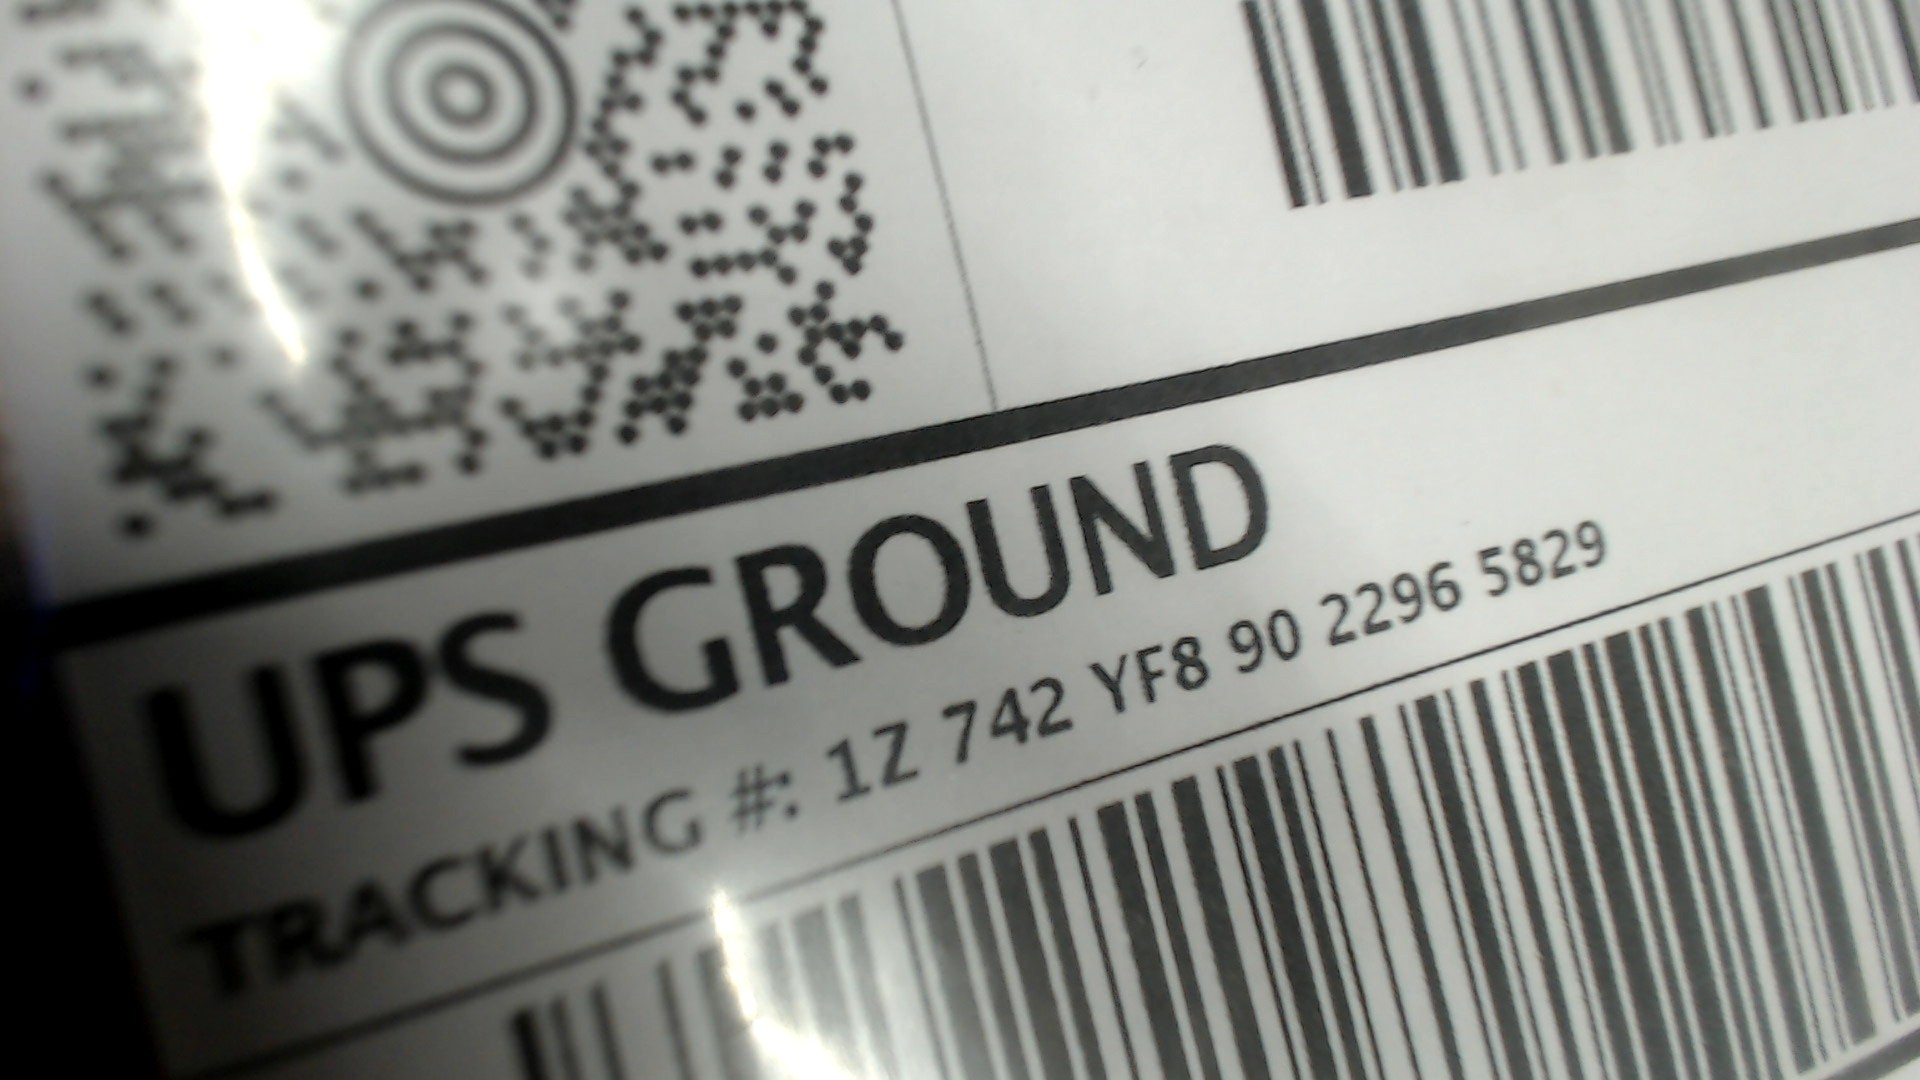 UPS GROUND
TRACKING #: 1Z 742 YF8 90 2296 5829